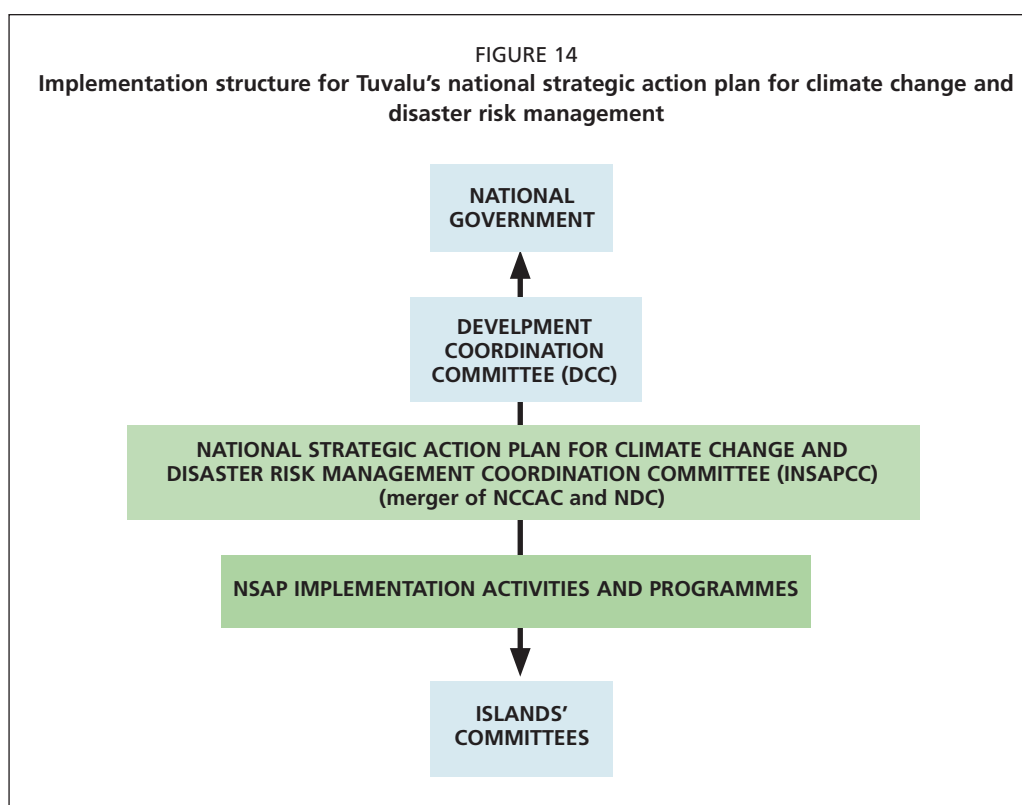 FIGURE 14
Implementation structure for Tuvalu's national strategic action plan for climate change and
disaster risk management
NATIONAL
GOVERNMENT
DEVELPMENT
COORDINATION
COMMITTEE (DCC)
NATIONAL STRATEGIC ACTION PLAN FOR CLIMATE CHANGE AND
DISASTER RISK MANAGEMENT COORDINATION COMMITTEE (INSAPCC)
(merger of NCCAC and NDC)
NSAP IMPLEMENTATION ACTIVITIES AND PROGRAMMES
ISLANDS'
COMMITTEES